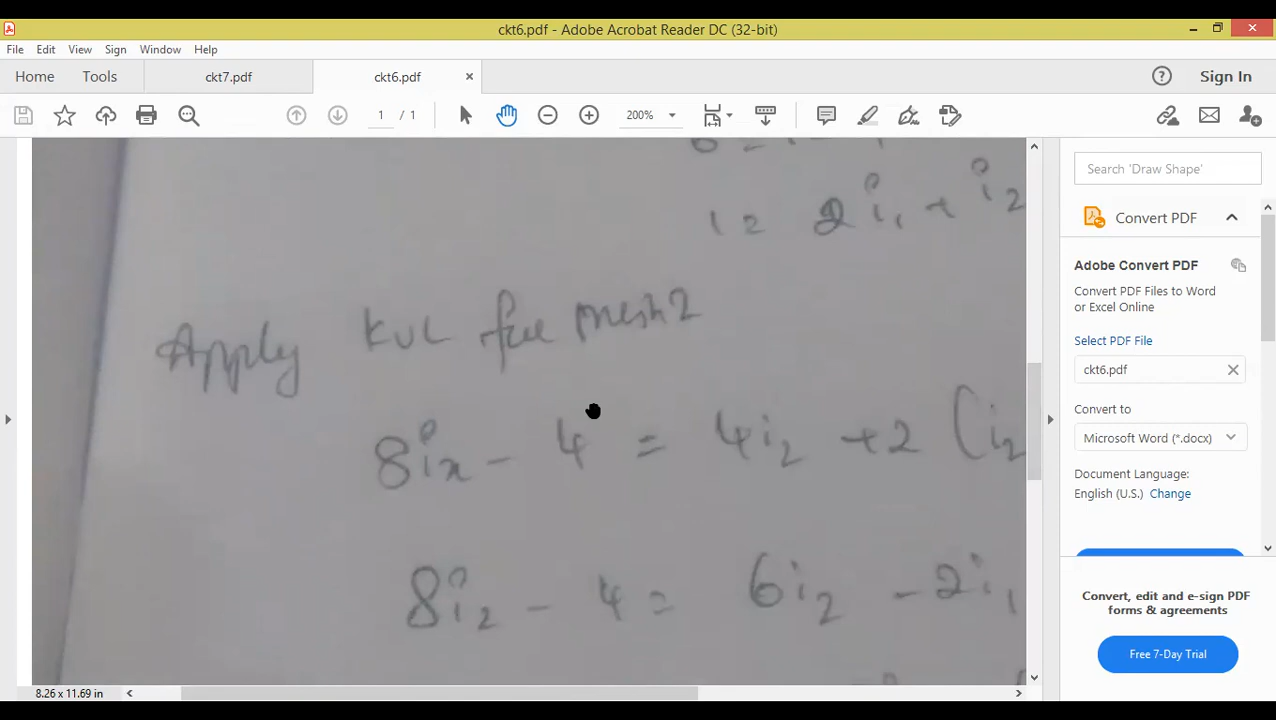 ckt6.pdf - Adobe Acrobat Reader DC (32-bit)
File Edit View Sign Window Help
Home Tools ckt7.pdf ckt6.pdf × Sign In
1 / 1 200%
1 = 2i₁ + i₂
Apply KVL for mesh 2
8iₓ - 4 = 4i₂ + 2 (i₂
8i₂ - 4 = 6i₂ - 2i₁
8.26 x 11.69 in
Search 'Draw Shape'
Convert PDF
Adobe Convert PDF
Convert PDF Files to Word
or Excel Online
Select PDF File
ckt6.pdf ×
Convert to
Microsoft Word (*.docx)
Document Language:
English (U.S.) Change
Convert, edit and e-sign PDF
forms & agreements
Free 7-Day Trial